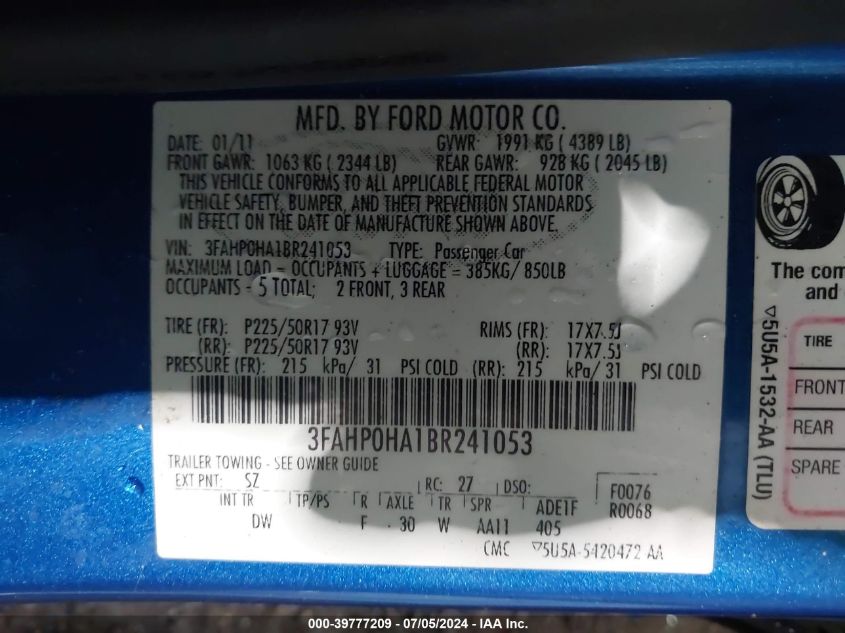 MFD. BY FORD MOTOR CO.
DATE: 01/11 GVWR: 1991 KG ( 4389 LB)
FRONT GAWR: 1063 KG ( 2344 LB) REAR GAWR: 928 KG ( 2045 LB)
THIS VEHICLE CONFORMS TO ALL APPLICABLE FEDERAL MOTOR
VEHICLE SAFETY, BUMPER, AND THEFT PREVENTION STANDARDS
IN EFFECT ON THE DATE OF MANUFACTURE SHOWN ABOVE.
VIN: 3FAHP0HA1BR241053 TYPE: Passenger Car
MAXIMUM LOAD = OCCUPANTS + LUGGAGE = 385KG/ 850LB
OCCUPANTS - 5 TOTAL; 2 FRONT, 3 REAR
TIRE (FR): P225/50R17 93V RIMS (FR): 17X7.5J
(RR): P225/50R17 93V (RR): 17X7.5J
PRESSURE (FR): 215 kPa/ 31 PSI COLD (RR): 215 kPa/ 31 PSI COLD
3FAHP0HA1BR241053
TRAILER TOWING - SEE OWNER GUIDE
EXT PNT: SZ RC: 27 DSO: F0076
INT TR TP/PS R AXLE TR SPR ADE1F R0068
DW F 30 W AA11 405
CMC ▽5U5A-5420472-AA
▽5U5A-1532-AA (TLU)
The com
and
TIRE
FRONT
REAR
SPARE
000-39777209 - 07/05/2024 - IAA Inc.